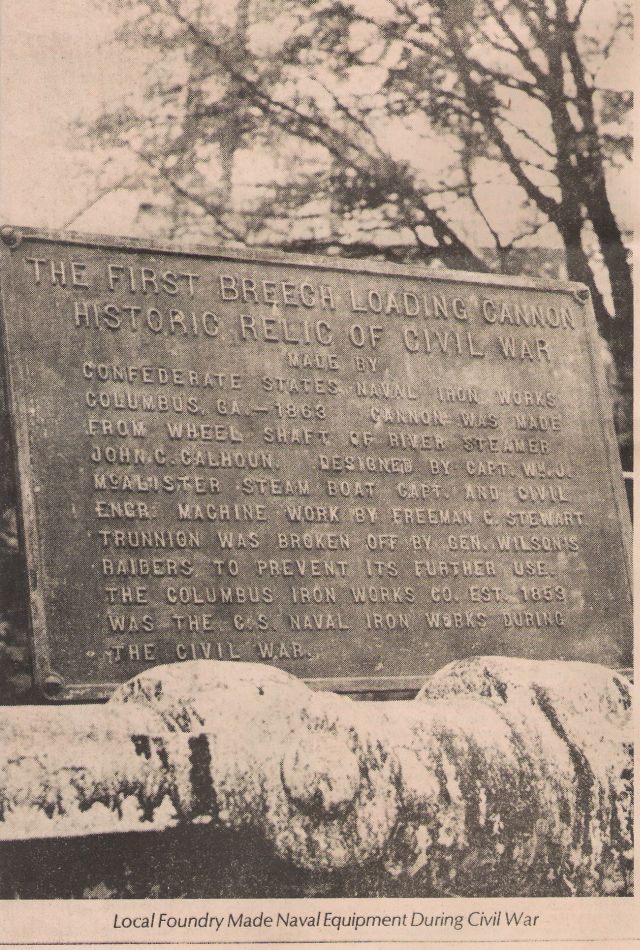 THE FIRST BREECH LOADING CANNON
HISTORIC RELIC OF CIVIL WAR
MADE BY
CONFEDERATE STATES NAVAL IRON WORKS
COLUMBUS, GA.—1863 CANNON WAS MADE
FROM WHEEL SHAFT OF RIVER STEAMER
JOHN C. CALHOUN. DESIGNED BY CAPT. WM. J.
McALISTER STEAM BOAT CAPT. AND CIVIL
ENGR. MACHINE WORK BY FREEMAN C. STEWART
TRUNNION WAS BROKEN OFF BY GEN. WILSON'S
RAIDERS, TO PREVENT ITS FURTHER USE.
THE COLUMBUS IRON WORKS CO. EST. 1853
WAS THE C.S. NAVAL IRON WORKS DURING
THE CIVIL WAR.
Local Foundry Made Naval Equipment During Civil War